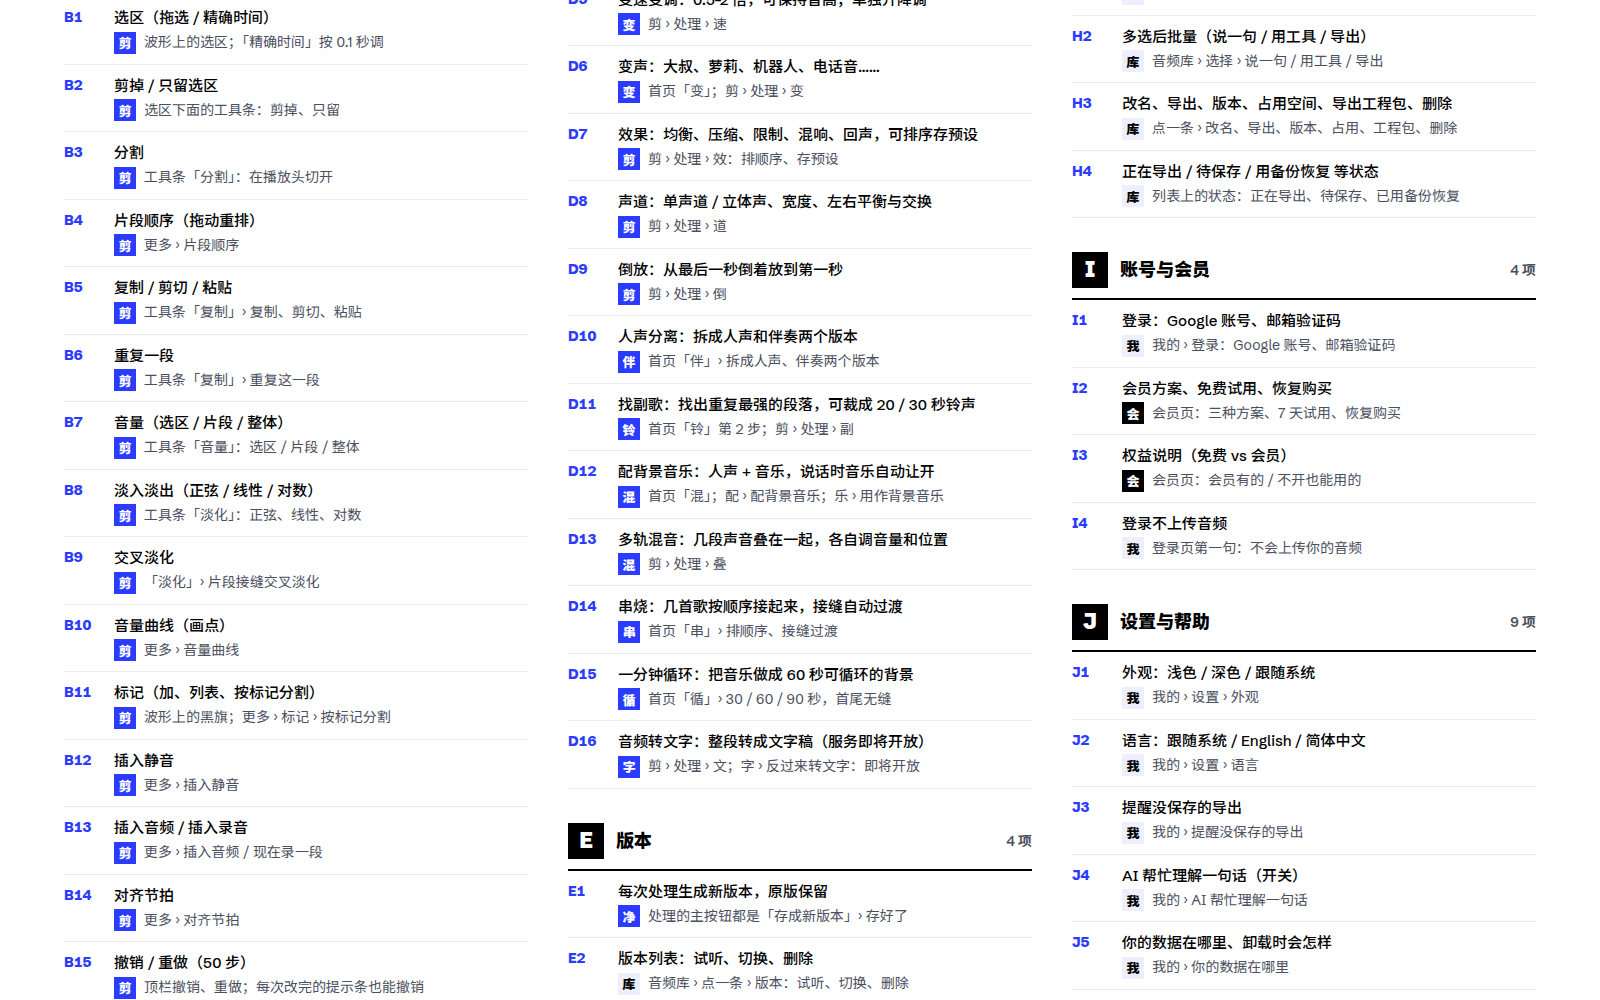 B1 选区（拖选 / 精确时间）
剪 波形上的选区；「精确时间」按 0.1 秒调
B2 剪掉 / 只留选区
剪 选区下面的工具条：剪掉、只留
B3 分割
剪 工具条「分割」：在播放头切开
B4 片段顺序（拖动重排）
剪 更多 › 片段顺序
B5 复制 / 剪切 / 粘贴
剪 工具条「复制」› 复制、剪切、粘贴
B6 重复一段
剪 工具条「复制」› 重复这一段
B7 音量（选区 / 片段 / 整体）
剪 工具条「音量」：选区 / 片段 / 整体
B8 淡入淡出（正弦 / 线性 / 对数）
剪 工具条「淡化」：正弦、线性、对数
B9 交叉淡化
剪 「淡化」› 片段接缝交叉淡化
B10 音量曲线（画点）
剪 更多 › 音量曲线
B11 标记（加、列表、按标记分割）
剪 波形上的黑旗；更多 › 标记 › 按标记分割
B12 插入静音
剪 更多 › 插入静音
B13 插入音频 / 插入录音
剪 更多 › 插入音频 / 现在录一段
B14 对齐节拍
剪 更多 › 对齐节拍
B15 撤销 / 重做（50 步）
剪 顶栏撤销、重做；每次改完的提示条也能撤销
D5 变速变调：0.5-2 倍，可保持音高；单独升降调
变 剪 › 处理 › 速
D6 变声：大叔、萝莉、机器人、电话音……
变 首页「变」；剪 › 处理 › 变
D7 效果：均衡、压缩、限制、混响、回声，可排序存预设
剪 剪 › 处理 › 效：排顺序、存预设
D8 声道：单声道 / 立体声、宽度、左右平衡与交换
剪 剪 › 处理 › 道
D9 倒放：从最后一秒倒着放到第一秒
剪 剪 › 处理 › 倒
D10 人声分离：拆成人声和伴奏两个版本
伴 首页「伴」› 拆成人声、伴奏两个版本
D11 找副歌：找出重复最强的段落，可裁成 20 / 30 秒铃声
铃 首页「铃」第 2 步；剪 › 处理 › 副
D12 配背景音乐：人声 + 音乐，说话时音乐自动让开
混 首页「混」；配 › 配背景音乐；乐 › 用作背景音乐
D13 多轨混音：几段声音叠在一起，各自调音量和位置
混 剪 › 处理 › 叠
D14 串烧：几首歌按顺序接起来，接缝自动过渡
串 首页「串」› 排顺序、接缝过渡
D15 一分钟循环：把音乐做成 60 秒可循环的背景
循 首页「循」› 30 / 60 / 90 秒，首尾无缝
D16 音频转文字：整段转成文字稿（服务即将开放）
字 剪 › 处理 › 文；字 › 反过来转文字：即将开放
E 版本 4 项
E1 每次处理生成新版本，原版保留
净 处理的主按钮都是「存成新版本」› 存好了
E2 版本列表：试听、切换、删除
库 音频库 › 点一条 › 版本：试听、切换、删除
H2 多选后批量（说一句 / 用工具 / 导出）
库 音频库 › 选择 › 说一句 / 用工具 / 导出
H3 改名、导出、版本、占用空间、导出工程包、删除
库 点一条 › 改名、导出、版本、占用、工程包、删除
H4 正在导出 / 待保存 / 用备份恢复 等状态
库 列表上的状态：正在导出、待保存、已用备份恢复
I 账号与会员 4 项
I1 登录：Google 账号、邮箱验证码
我 我的 › 登录：Google 账号、邮箱验证码
I2 会员方案、免费试用、恢复购买
会 会员页：三种方案、7 天试用、恢复购买
I3 权益说明（免费 vs 会员）
会 会员页：会员有的 / 不开也能用的
I4 登录不上传音频
我 登录页第一句：不会上传你的音频
J 设置与帮助 9 项
J1 外观：浅色 / 深色 / 跟随系统
我 我的 › 设置 › 外观
J2 语言：跟随系统 / English / 简体中文
我 我的 › 设置 › 语言
J3 提醒没保存的导出
我 我的 › 提醒没保存的导出
J4 AI 帮忙理解一句话（开关）
我 我的 › AI 帮忙理解一句话
J5 你的数据在哪里、卸载时会怎样
我 我的 › 你的数据在哪里